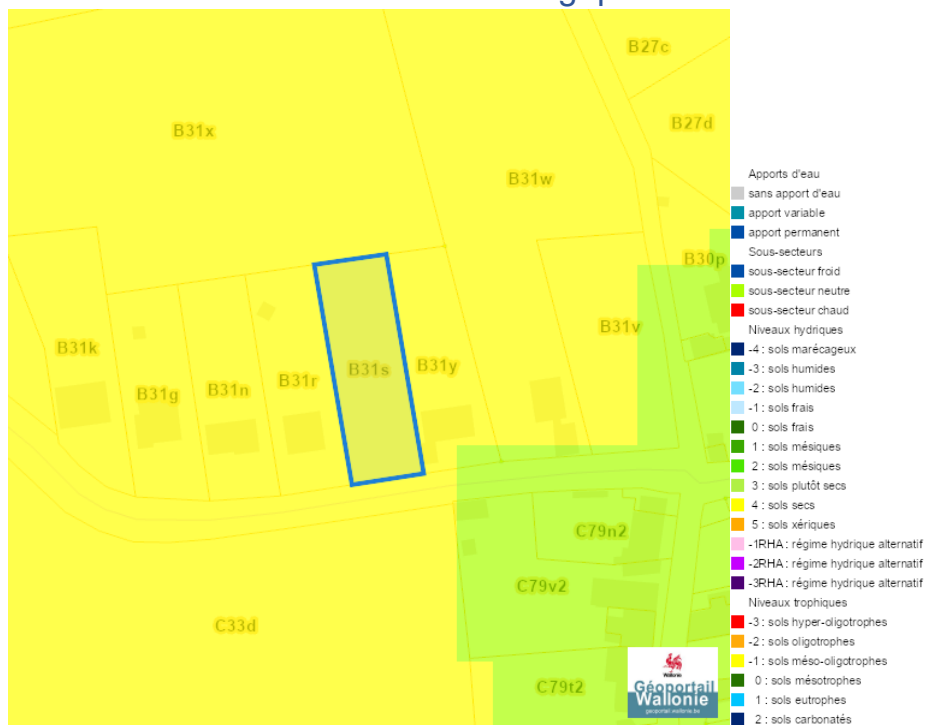 B27c
B31x
B27d
B31w
B30p
B31v
B31k
B31g
B31n
B31r
B31s
B31y
C79n2
C79v2
C33d
C79t2
Wallonie
Géoportail
Wallonie
geoportail.wallonie.be
Apports d'eau
sans apport d'eau
apport variable
apport permanent
Sous-secteurs
sous-secteur froid
sous-secteur neutre
sous-secteur chaud
Niveaux hydriques
-4 : sols marécageux
-3 : sols humides
-2 : sols humides
-1 : sols frais
0 : sols frais
1 : sols mésiques
2 : sols mésiques
3 : sols plutôt secs
4 : sols secs
5 : sols xériques
-1RHA : régime hydrique alternatif
-2RHA : régime hydrique alternatif
-3RHA : régime hydrique alternatif
Niveaux trophiques
-3 : sols hyper-oligotrophes
-2 : sols oligotrophes
-1 : sols méso-oligotrophes
0 : sols mésotrophes
1 : sols eutrophes
2 : sols carbonatés